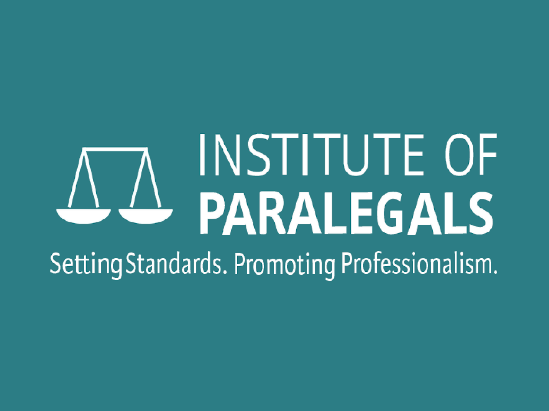 INSTITUTE OF
PARALEGALS
Setting Standards. Promoting Professionalism.